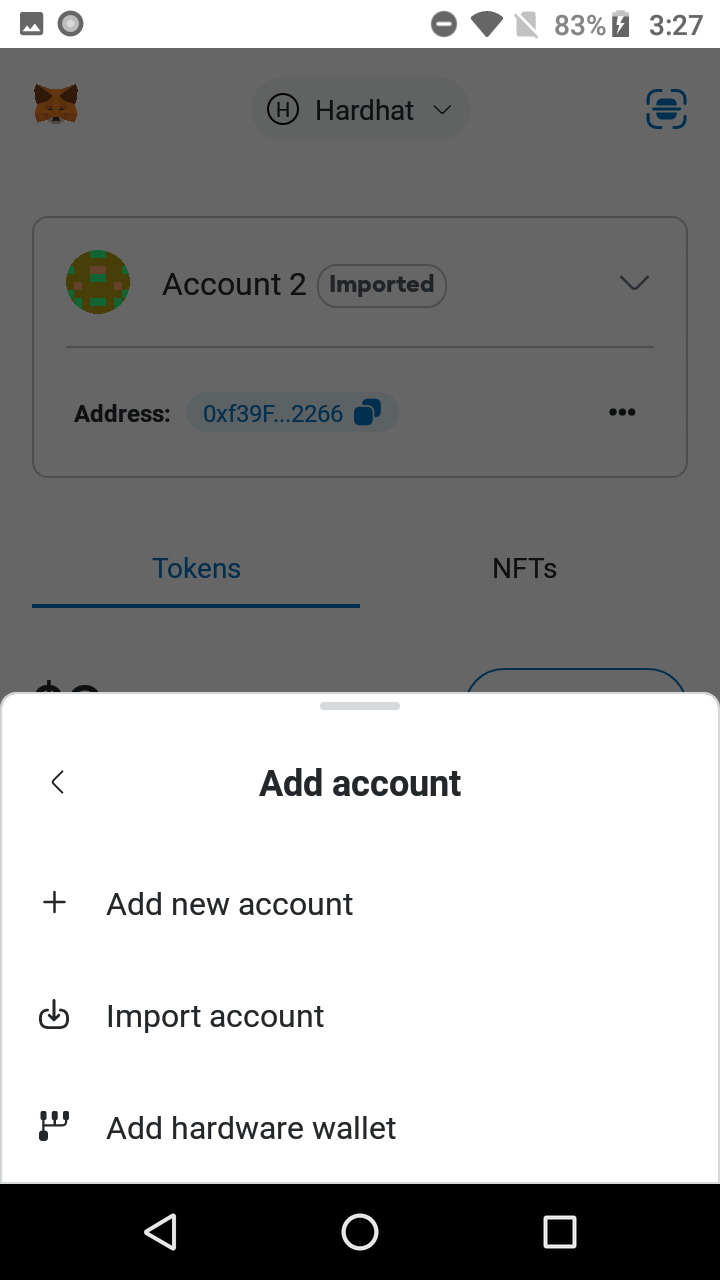 83% 3:27
H Hardhat
Account 2 Imported
Address: 0xf39F...2266
Tokens NFTs
Add account
Add new account
Import account
Add hardware wallet